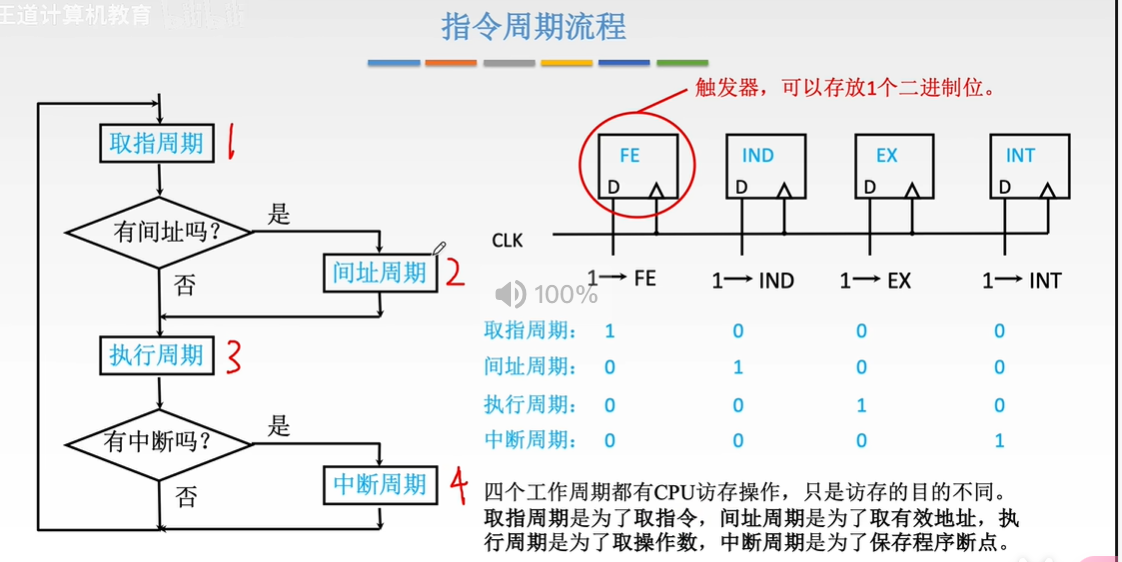 王道计算机教育
指令周期流程
触发器，可以存放1个二进制位。
取指周期 1
有间址吗？
是
否
间址周期 2
执行周期 3
有中断吗？
是
否
中断周期 4
FE IND EX INT
D D D D
CLK
1→ FE 1→ IND 1→ EX 1→ INT
100%
取指周期： 1 0 0 0
间址周期： 0 1 0 0
执行周期： 0 0 1 0
中断周期： 0 0 0 1
四个工作周期都有CPU访存操作，只是访存的目的不同。
取指周期是为了取指令，间址周期是为了取有效地址，执
行周期是为了取操作数，中断周期是为了保存程序断点。